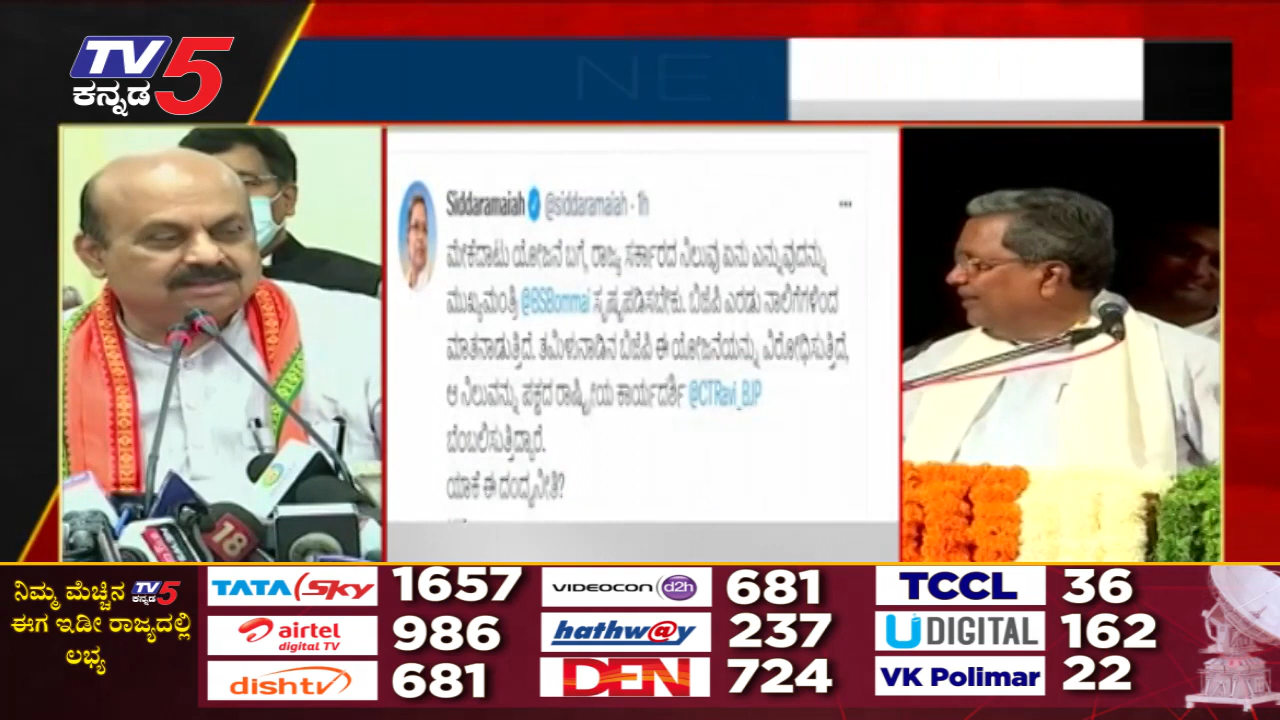 TV5
ಕನ್ನಡ
NE
Siddaramaiah @siddaramaiah · 1h
ಮೇಕೆದಾಟು ಯೋಜನೆ ಬಗ್ಗೆ ರಾಜ್ಯ ಸರ್ಕಾರದ ನಿಲುವು ಏನು ಎನ್ನುವುದನ್ನು
ಮುಖ್ಯಮಂತ್ರಿ @BSBommai ಸ್ಪಷ್ಟಪಡಿಸಬೇಕು. ಬಿಜೆಪಿ ಎರಡು ನಾಲಿಗೆಗಳಿಂದ
ಮಾತನಾಡುತ್ತಿದೆ. ತಮಿಳುನಾಡಿನ ಬಿಜೆಪಿ ಈ ಯೋಜನೆಯನ್ನು ವಿರೋಧಿಸುತ್ತಿದೆ,
ಆ ನಿಲುವನ್ನು ಪಕ್ಷದ ರಾಷ್ಟ್ರೀಯ ಕಾರ್ಯದರ್ಶಿ @CTRavi_BJP
ಬೆಂಬಲಿಸುತ್ತಿದ್ದಾರೆ.
ಯಾಕೆ ಈ ದ್ವಂದ್ವನೀತಿ?
18
ನಿಮ್ಮ ಮೆಚ್ಚಿನ TV5 ಕನ್ನಡ
ಈಗ ಇಡೀ ರಾಜ್ಯದಲ್ಲಿ
ಲಭ್ಯ
TATA Sky 1657
airtel digital TV 986
dishtv 681
VIDEOCON d2h 681
hathway 237
DEN 724
TCCL 36
U DIGITAL 162
VK Polimar 22